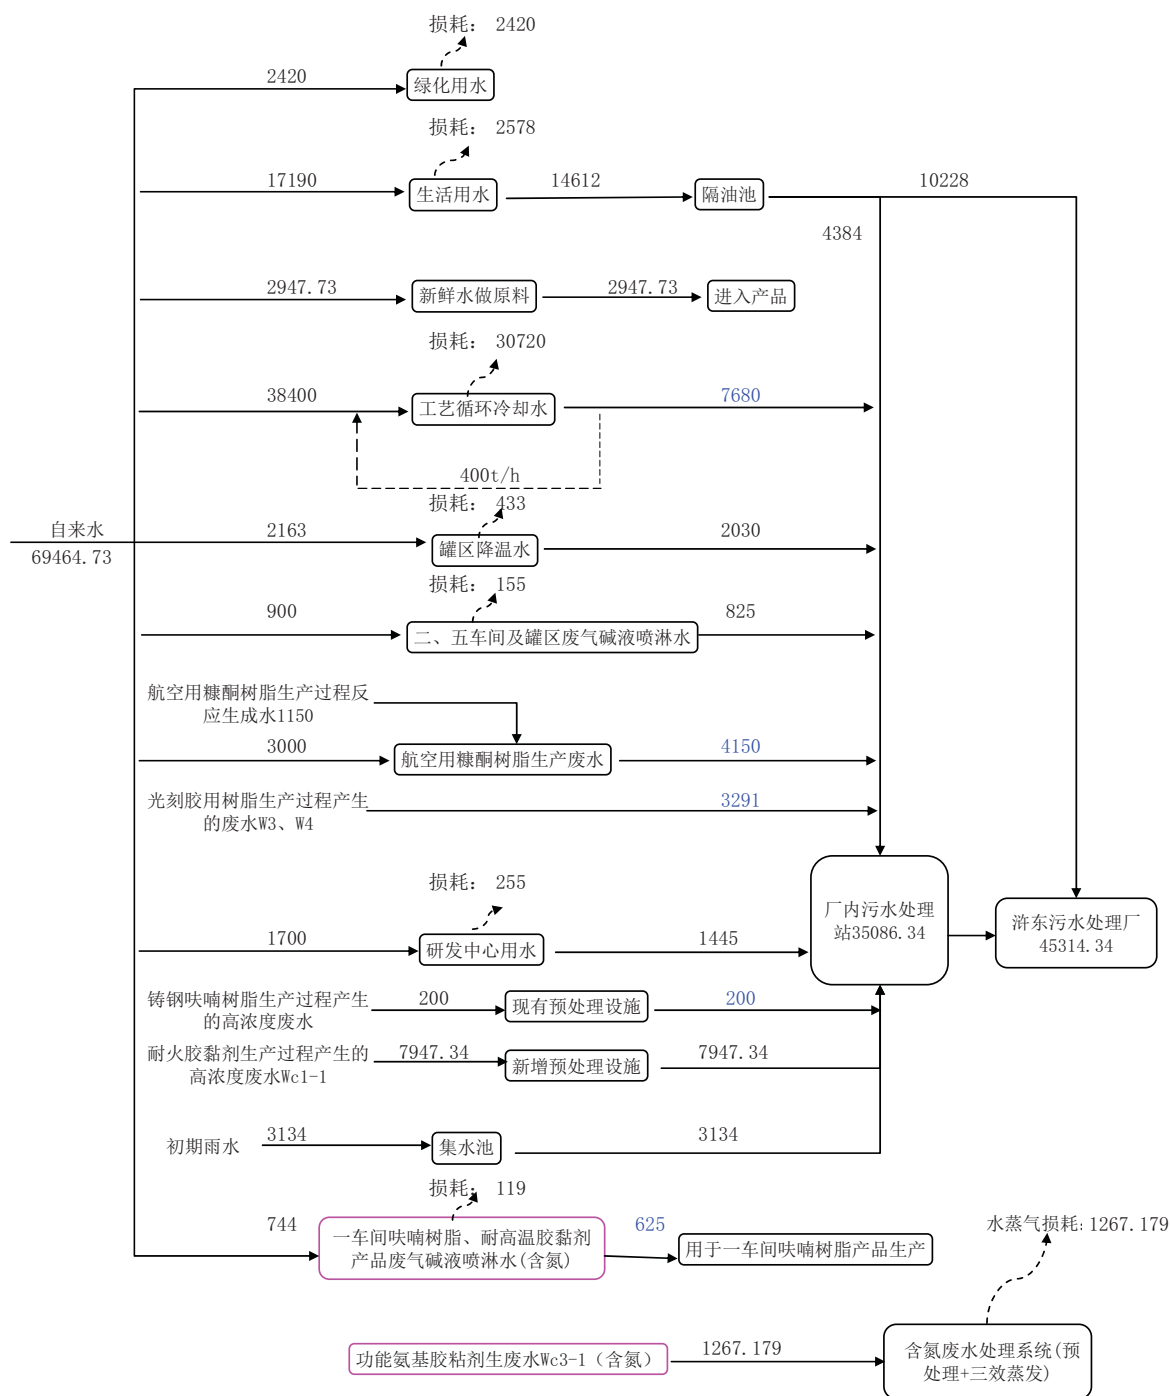 损耗： 2420
2420
绿化用水
损耗： 2578
17190
生活用水
14612
隔油池
10228
4384
2947.73
新鲜水做原料
2947.73
进入产品
损耗： 30720
38400
工艺循环冷却水
7680
400t/h
损耗： 433
自来水
69464.73
2163
罐区降温水
2030
损耗： 155
900
二、五车间及罐区废气碱液喷淋水
825
航空用糠酮树脂生产过程反
应生成水1150
3000
航空用糠酮树脂生产废水
4150
光刻胶用树脂生产过程产生
的废水W3、W4
3291
损耗： 255
1700
研发中心用水
1445
厂内污水处理
站35086.34
浒东污水处理厂
45314.34
铸钢呋喃树脂生产过程产生
的高浓度废水
200
现有预处理设施
200
耐火胶黏剂生产过程产生的
高浓度废水Wc1-1
7947.34
新增预处理设施
7947.34
初期雨水
3134
集水池
3134
损耗： 119
744
一车间呋喃树脂、耐高温胶黏剂
产品废气碱液喷淋水(含氮)
625
用于一车间呋喃树脂产品生产
水蒸气损耗：1267.179
功能氨基胶粘剂生废水Wc3-1（含氮）
1267.179
含氮废水处理系统(预
处理+三效蒸发)